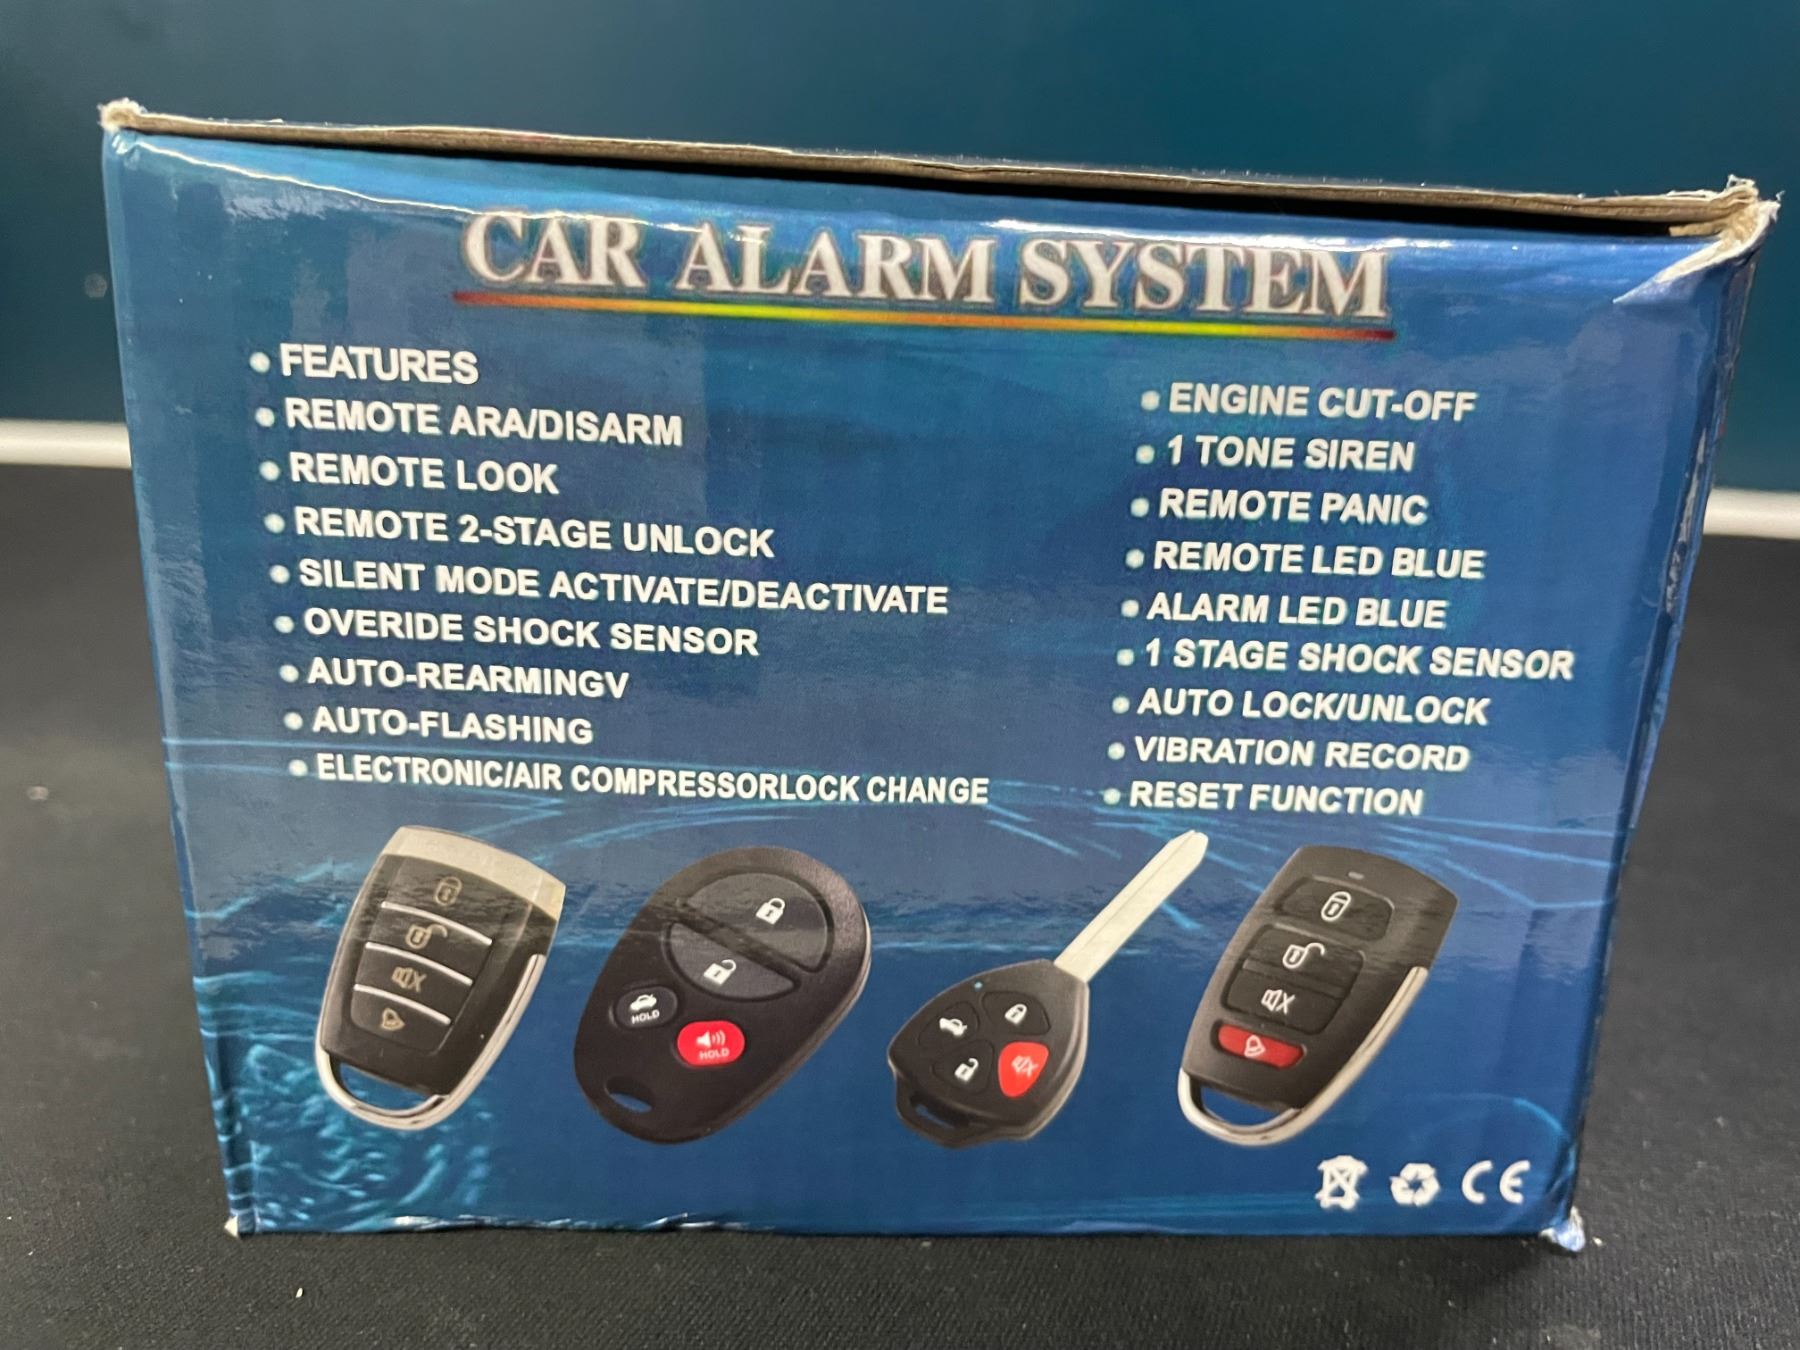 CAR ALARM SYSTEM
• FEATURES
• REMOTE ARA/DISARM
• REMOTE LOOK
• REMOTE 2-STAGE UNLOCK
• SILENT MODE ACTIVATE/DEACTIVATE
• OVERIDE SHOCK SENSOR
• AUTO-REARMINGV
• AUTO-FLASHING
• ELECTRONIC/AIR COMPRESSORLOCK CHANGE
• ENGINE CUT-OFF
• 1 TONE SIREN
• REMOTE PANIC
• REMOTE LED BLUE
• ALARM LED BLUE
• 1 STAGE SHOCK SENSOR
• AUTO LOCK/UNLOCK
• VIBRATION RECORD
• RESET FUNCTION
HOLD
HOLD
CE